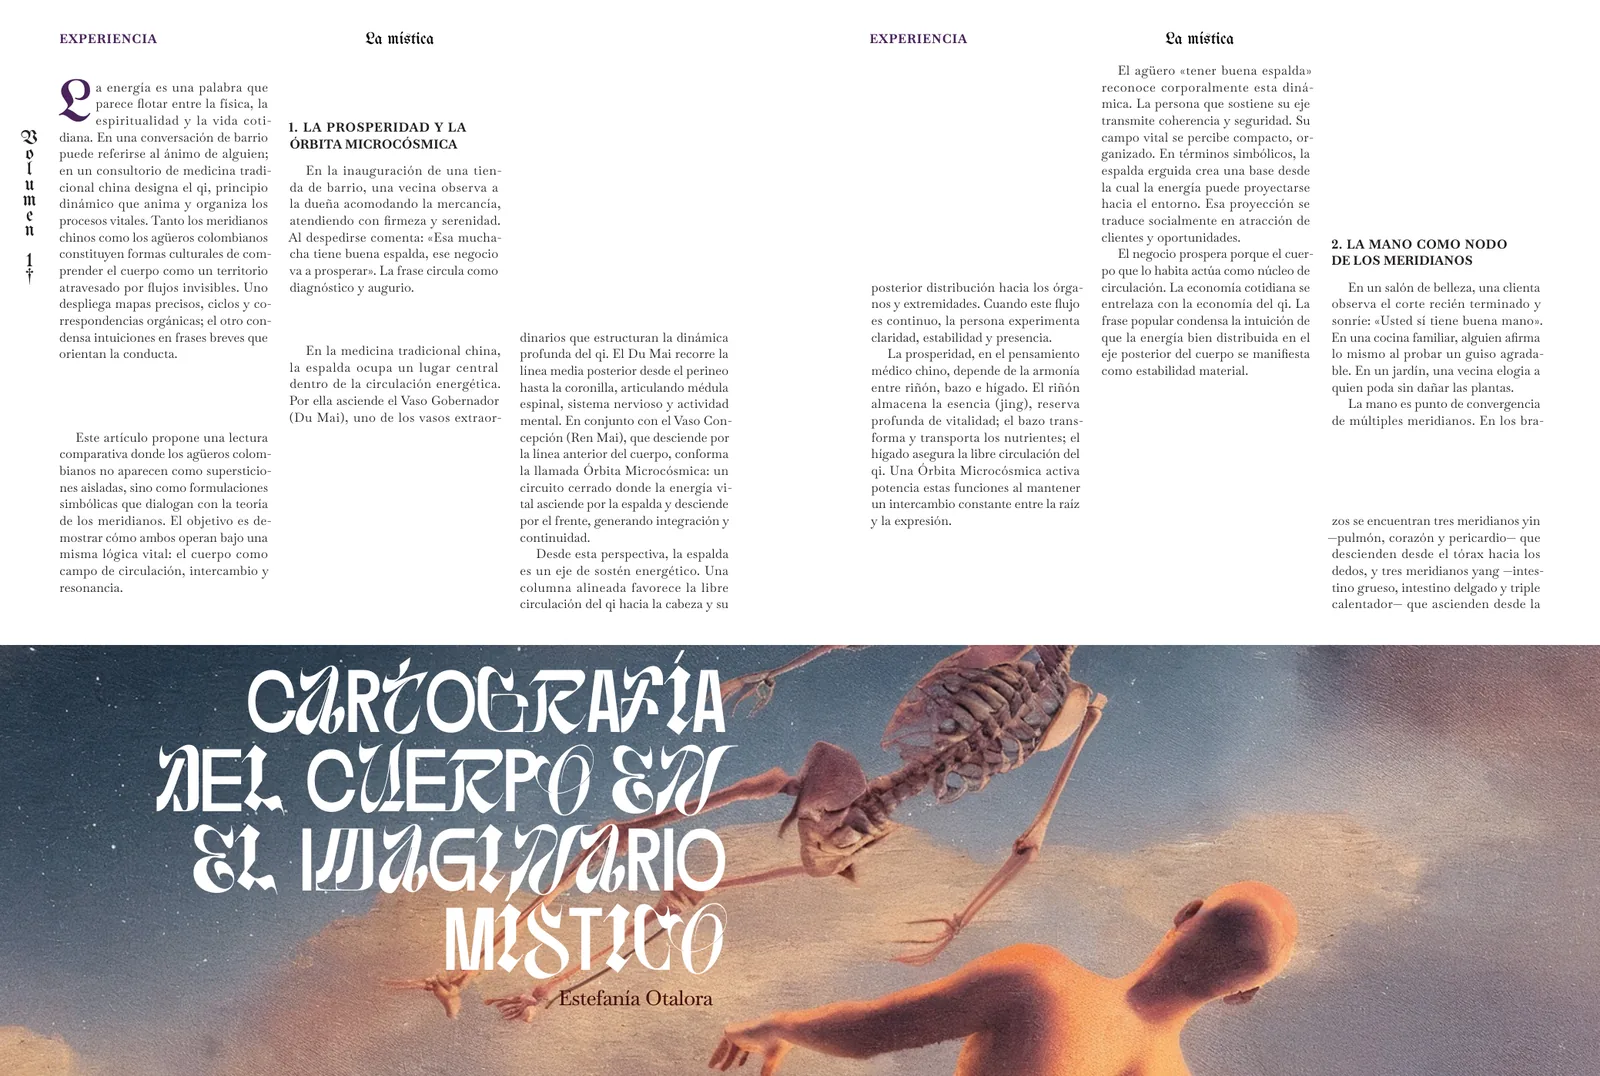 EXPERIENCIA
La mística
Volumen 1†
La energía es una palabra que
parece flotar entre la física, la
espiritualidad y la vida coti-
diana. En una conversación de barrio
puede referirse al ánimo de alguien;
en un consultorio de medicina tradi-
cional china designa el qi, principio
dinámico que anima y organiza los
procesos vitales. Tanto los meridianos
chinos como los agüeros colombianos
constituyen formas culturales de com-
prender el cuerpo como un territorio
atravesado por flujos invisibles. Uno
despliega mapas precisos, ciclos y co-
rrespondencias orgánicas; el otro con-
densa intuiciones en frases breves que
orientan la conducta.
Este artículo propone una lectura
comparativa donde los agüeros colom-
bianos no aparecen como supersticio-
nes aisladas, sino como formulaciones
simbólicas que dialogan con la teoría
de los meridianos. El objetivo es de-
mostrar cómo ambos operan bajo una
misma lógica vital: el cuerpo como
campo de circulación, intercambio y
resonancia.
1. LA PROSPERIDAD Y LA
ÓRBITA MICROCÓSMICA
En la inauguración de una tien-
da de barrio, una vecina observa a
la dueña acomodando la mercancía,
atendiendo con firmeza y serenidad.
Al despedirse comenta: «Esa mucha-
cha tiene buena espalda, ese negocio
va a prosperar». La frase circula como
diagnóstico y augurio.
En la medicina tradicional china,
la espalda ocupa un lugar central
dentro de la circulación energética.
Por ella asciende el Vaso Gobernador
(Du Mai), uno de los vasos extraor-
dinarios que estructuran la dinámica
profunda del qi. El Du Mai recorre la
línea media posterior desde el perineo
hasta la coronilla, articulando médula
espinal, sistema nervioso y actividad
mental. En conjunto con el Vaso Con-
cepción (Ren Mai), que desciende por
la línea anterior del cuerpo, conforma
la llamada Órbita Microcósmica: un
circuito cerrado donde la energía vi-
tal asciende por la espalda y desciende
por el frente, generando integración y
continuidad.
Desde esta perspectiva, la espalda
es un eje de sostén energético. Una
columna alineada favorece la libre
circulación del qi hacia la cabeza y su
EXPERIENCIA
La mística
posterior distribución hacia los órga-
nos y extremidades. Cuando este flujo
es continuo, la persona experimenta
claridad, estabilidad y presencia.
La prosperidad, en el pensamiento
médico chino, depende de la armonía
entre riñón, bazo e hígado. El riñón
almacena la esencia (jing), reserva
profunda de vitalidad; el bazo trans-
forma y transporta los nutrientes; el
hígado asegura la libre circulación del
qi. Una Órbita Microcósmica activa
potencia estas funciones al mantener
un intercambio constante entre la raíz
y la expresión.
El agüero «tener buena espalda»
reconoce corporalmente esta diná-
mica. La persona que sostiene su eje
transmite coherencia y seguridad. Su
campo vital se percibe compacto, or-
ganizado. En términos simbólicos, la
espalda erguida crea una base desde
la cual la energía puede proyectarse
hacia el entorno. Esa proyección se
traduce socialmente en atracción de
clientes y oportunidades.
El negocio prospera porque el cuer-
po que lo habita actúa como núcleo de
circulación. La economía cotidiana se
entrelaza con la economía del qi. La
frase popular condensa la intuición de
que la energía bien distribuida en el
eje posterior del cuerpo se manifiesta
como estabilidad material.
2. LA MANO COMO NODO
DE LOS MERIDIANOS
En un salón de belleza, una clienta
observa el corte recién terminado y
sonríe: «Usted sí tiene buena mano».
En una cocina familiar, alguien afirma
lo mismo al probar un guiso agrada-
ble. En un jardín, una vecina elogia a
quien poda sin dañar las plantas.
La mano es punto de convergencia
de múltiples meridianos. En los bra-
zos se encuentran tres meridianos yin
—pulmón, corazón y pericardio— que
descienden desde el tórax hacia los
dedos, y tres meridianos yang —intes-
tino grueso, intestino delgado y triple
calentador— que ascienden desde la
CARTOGRAFÍA
DEL CUERPO EN
EL IMAGINARIO
MÍSTICO
Estefanía Otalora